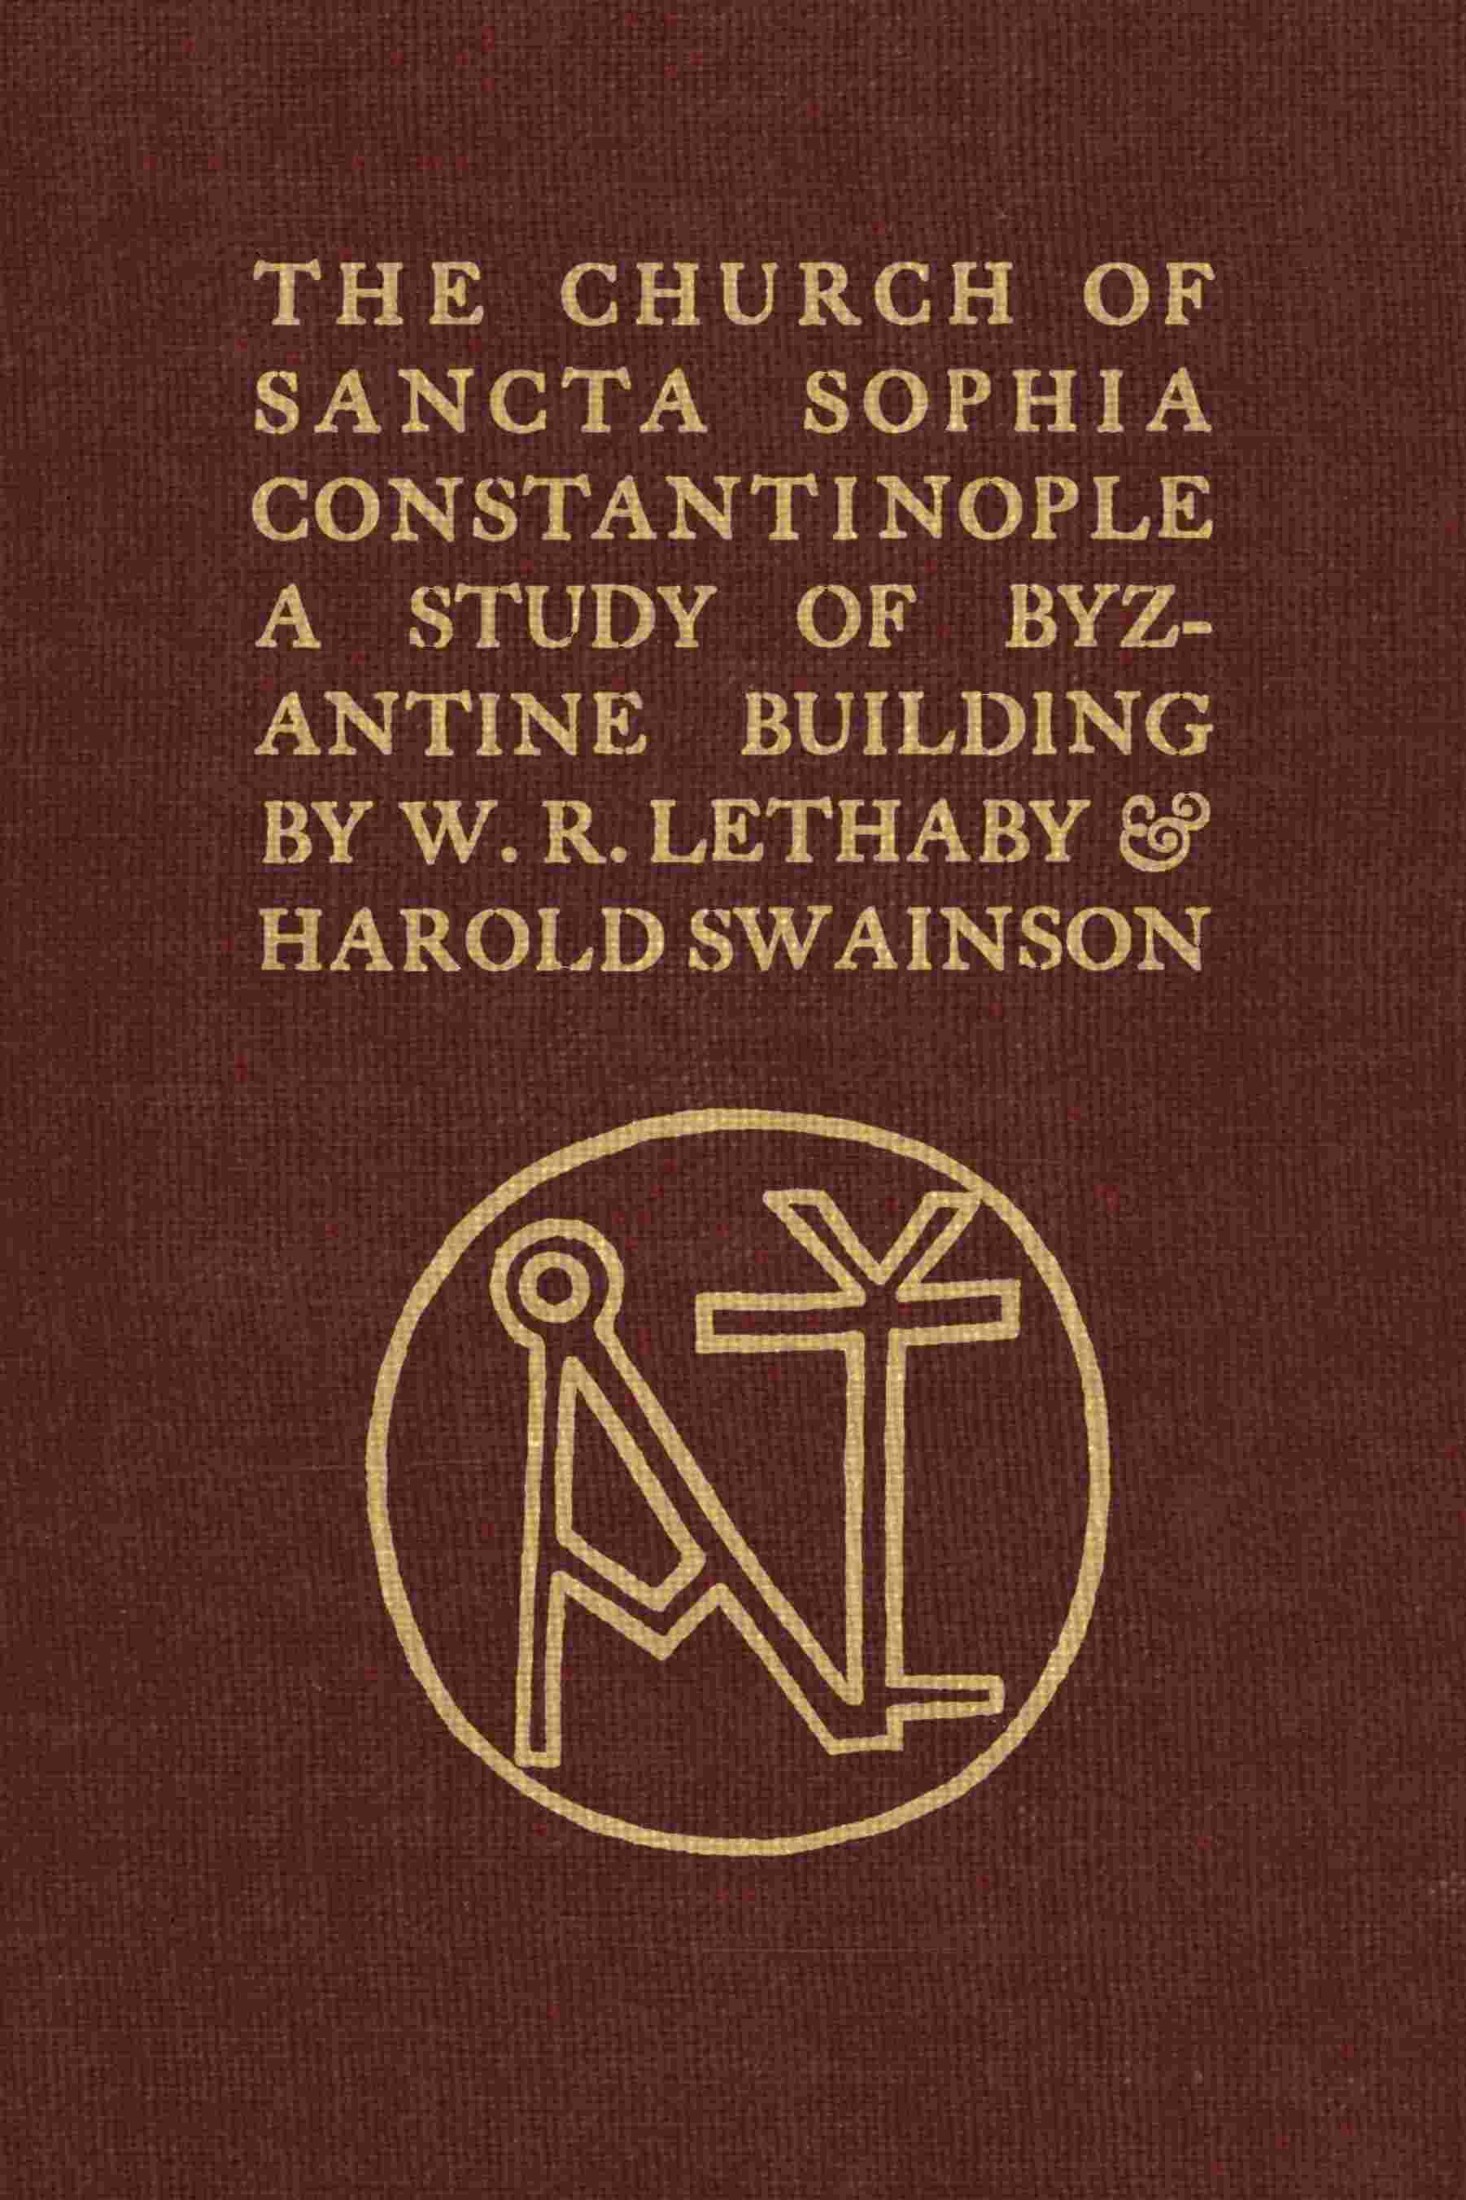 THE CHURCH OF
SANCTA SOPHIA
CONSTANTINOPLE
A STUDY OF BYZ-
ANTINE BUILDING
BY W. R. LETHABY &
HAROLD SWAINSON